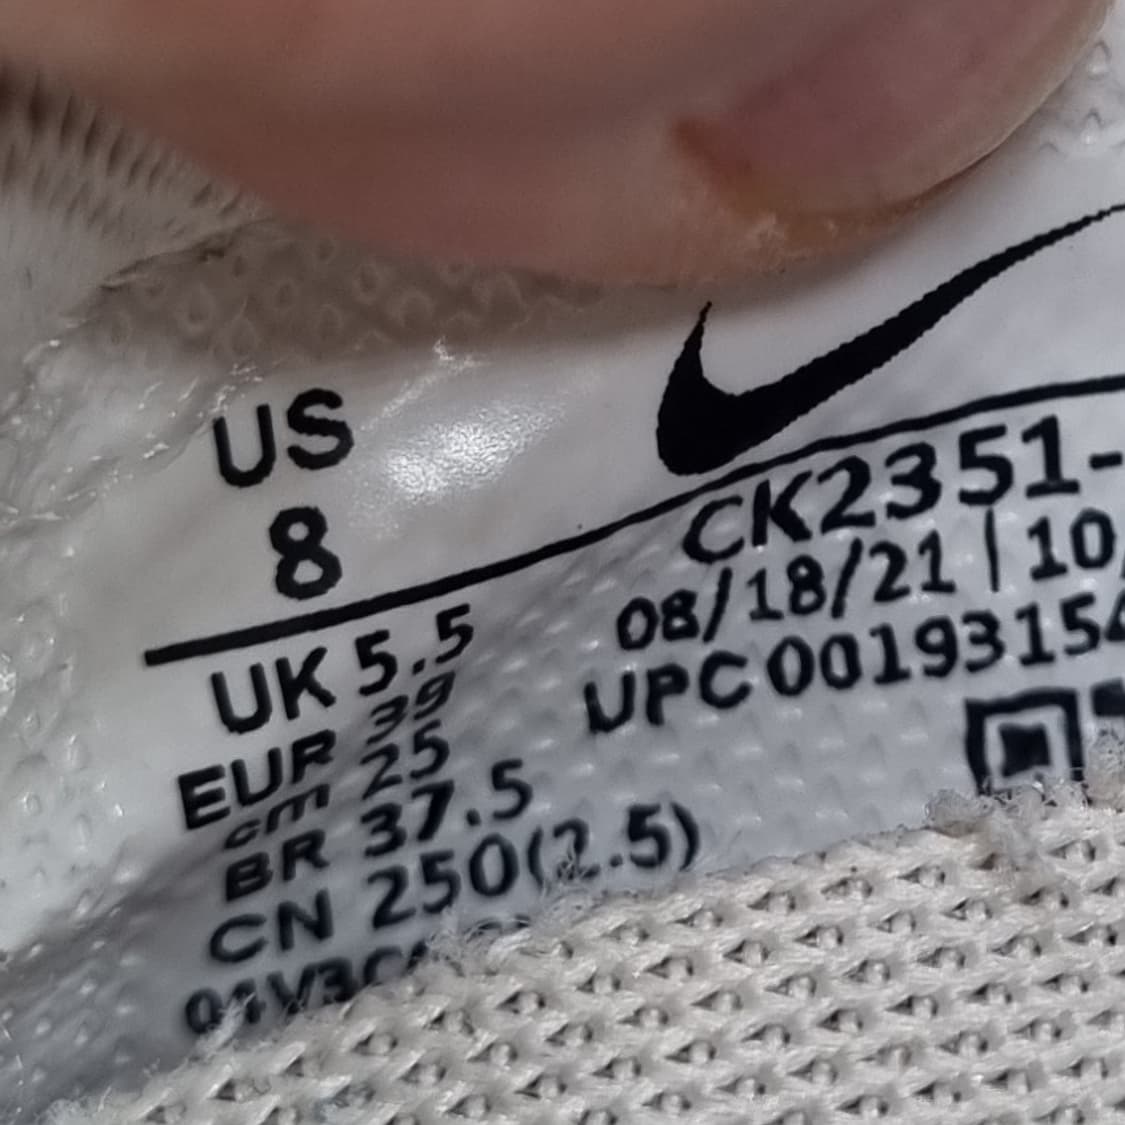 US
8
UK 5.5
EUR 39
cm 25
BR 37.5
CN 250(2.5)
CK2351-
08/18/21 | 10
UPC 00193154